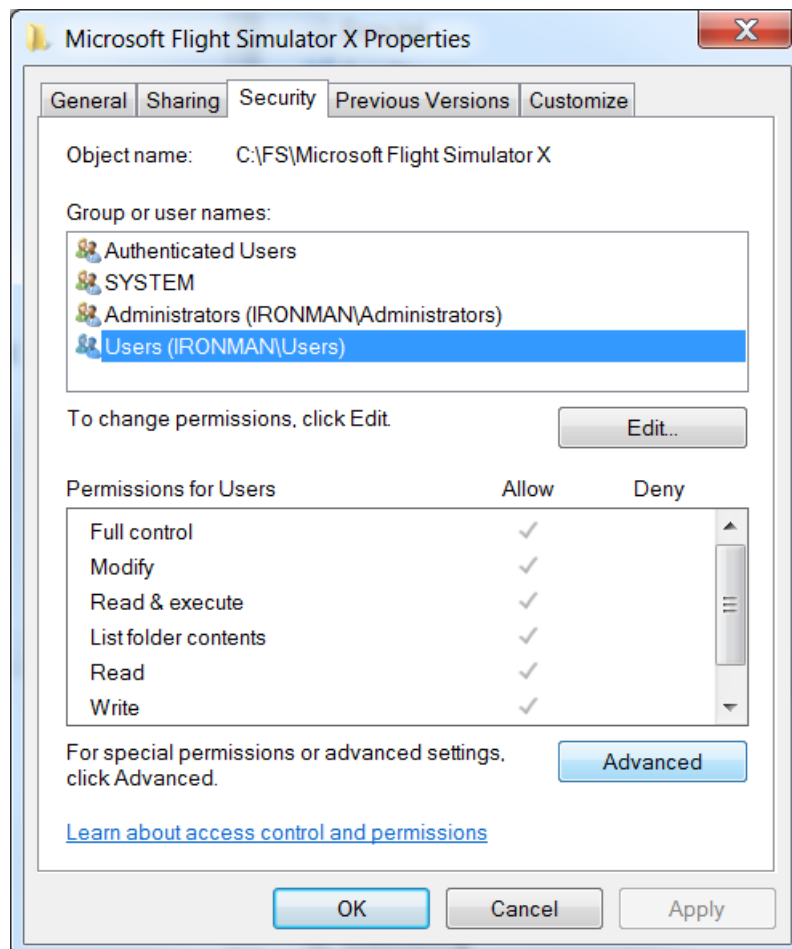 Microsoft Flight Simulator X Properties
General Sharing Security Previous Versions Customize
Object name: C:\FS\Microsoft Flight Simulator X
Group or user names:
Authenticated Users
SYSTEM
Administrators (IRONMAN\Administrators)
Users (IRONMAN\Users)
To change permissions, click Edit.
Edit...
Permissions for Users Allow Deny
Full control
Modify
Read & execute
List folder contents
Read
Write
For special permissions or advanced settings,
click Advanced.
Advanced
Learn about access control and permissions
OK Cancel Apply